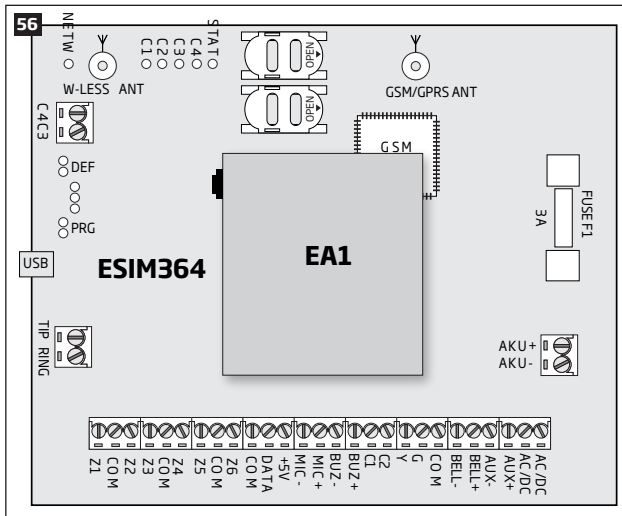 56
NETW
C1
C2
C3
C4
STAT
W-LESS ANT
OPEN
OPEN
GSM/GPRS ANT
C4 C3
GSM
DEF
PRG
FUSE F1
3A
USB
ESIM364
EA1
TIP RING
AKU+
AKU-
Z1
COM
Z2
Z3
COM
Z4
Z5
COM
Z6
COM
DATA
+5V
MIC-
MIC+
BUZ-
BUZ+
C1
C2
Y
G
COM
BELL-
BELL+
AUX-
AUX+
AC/DC
AC/DC